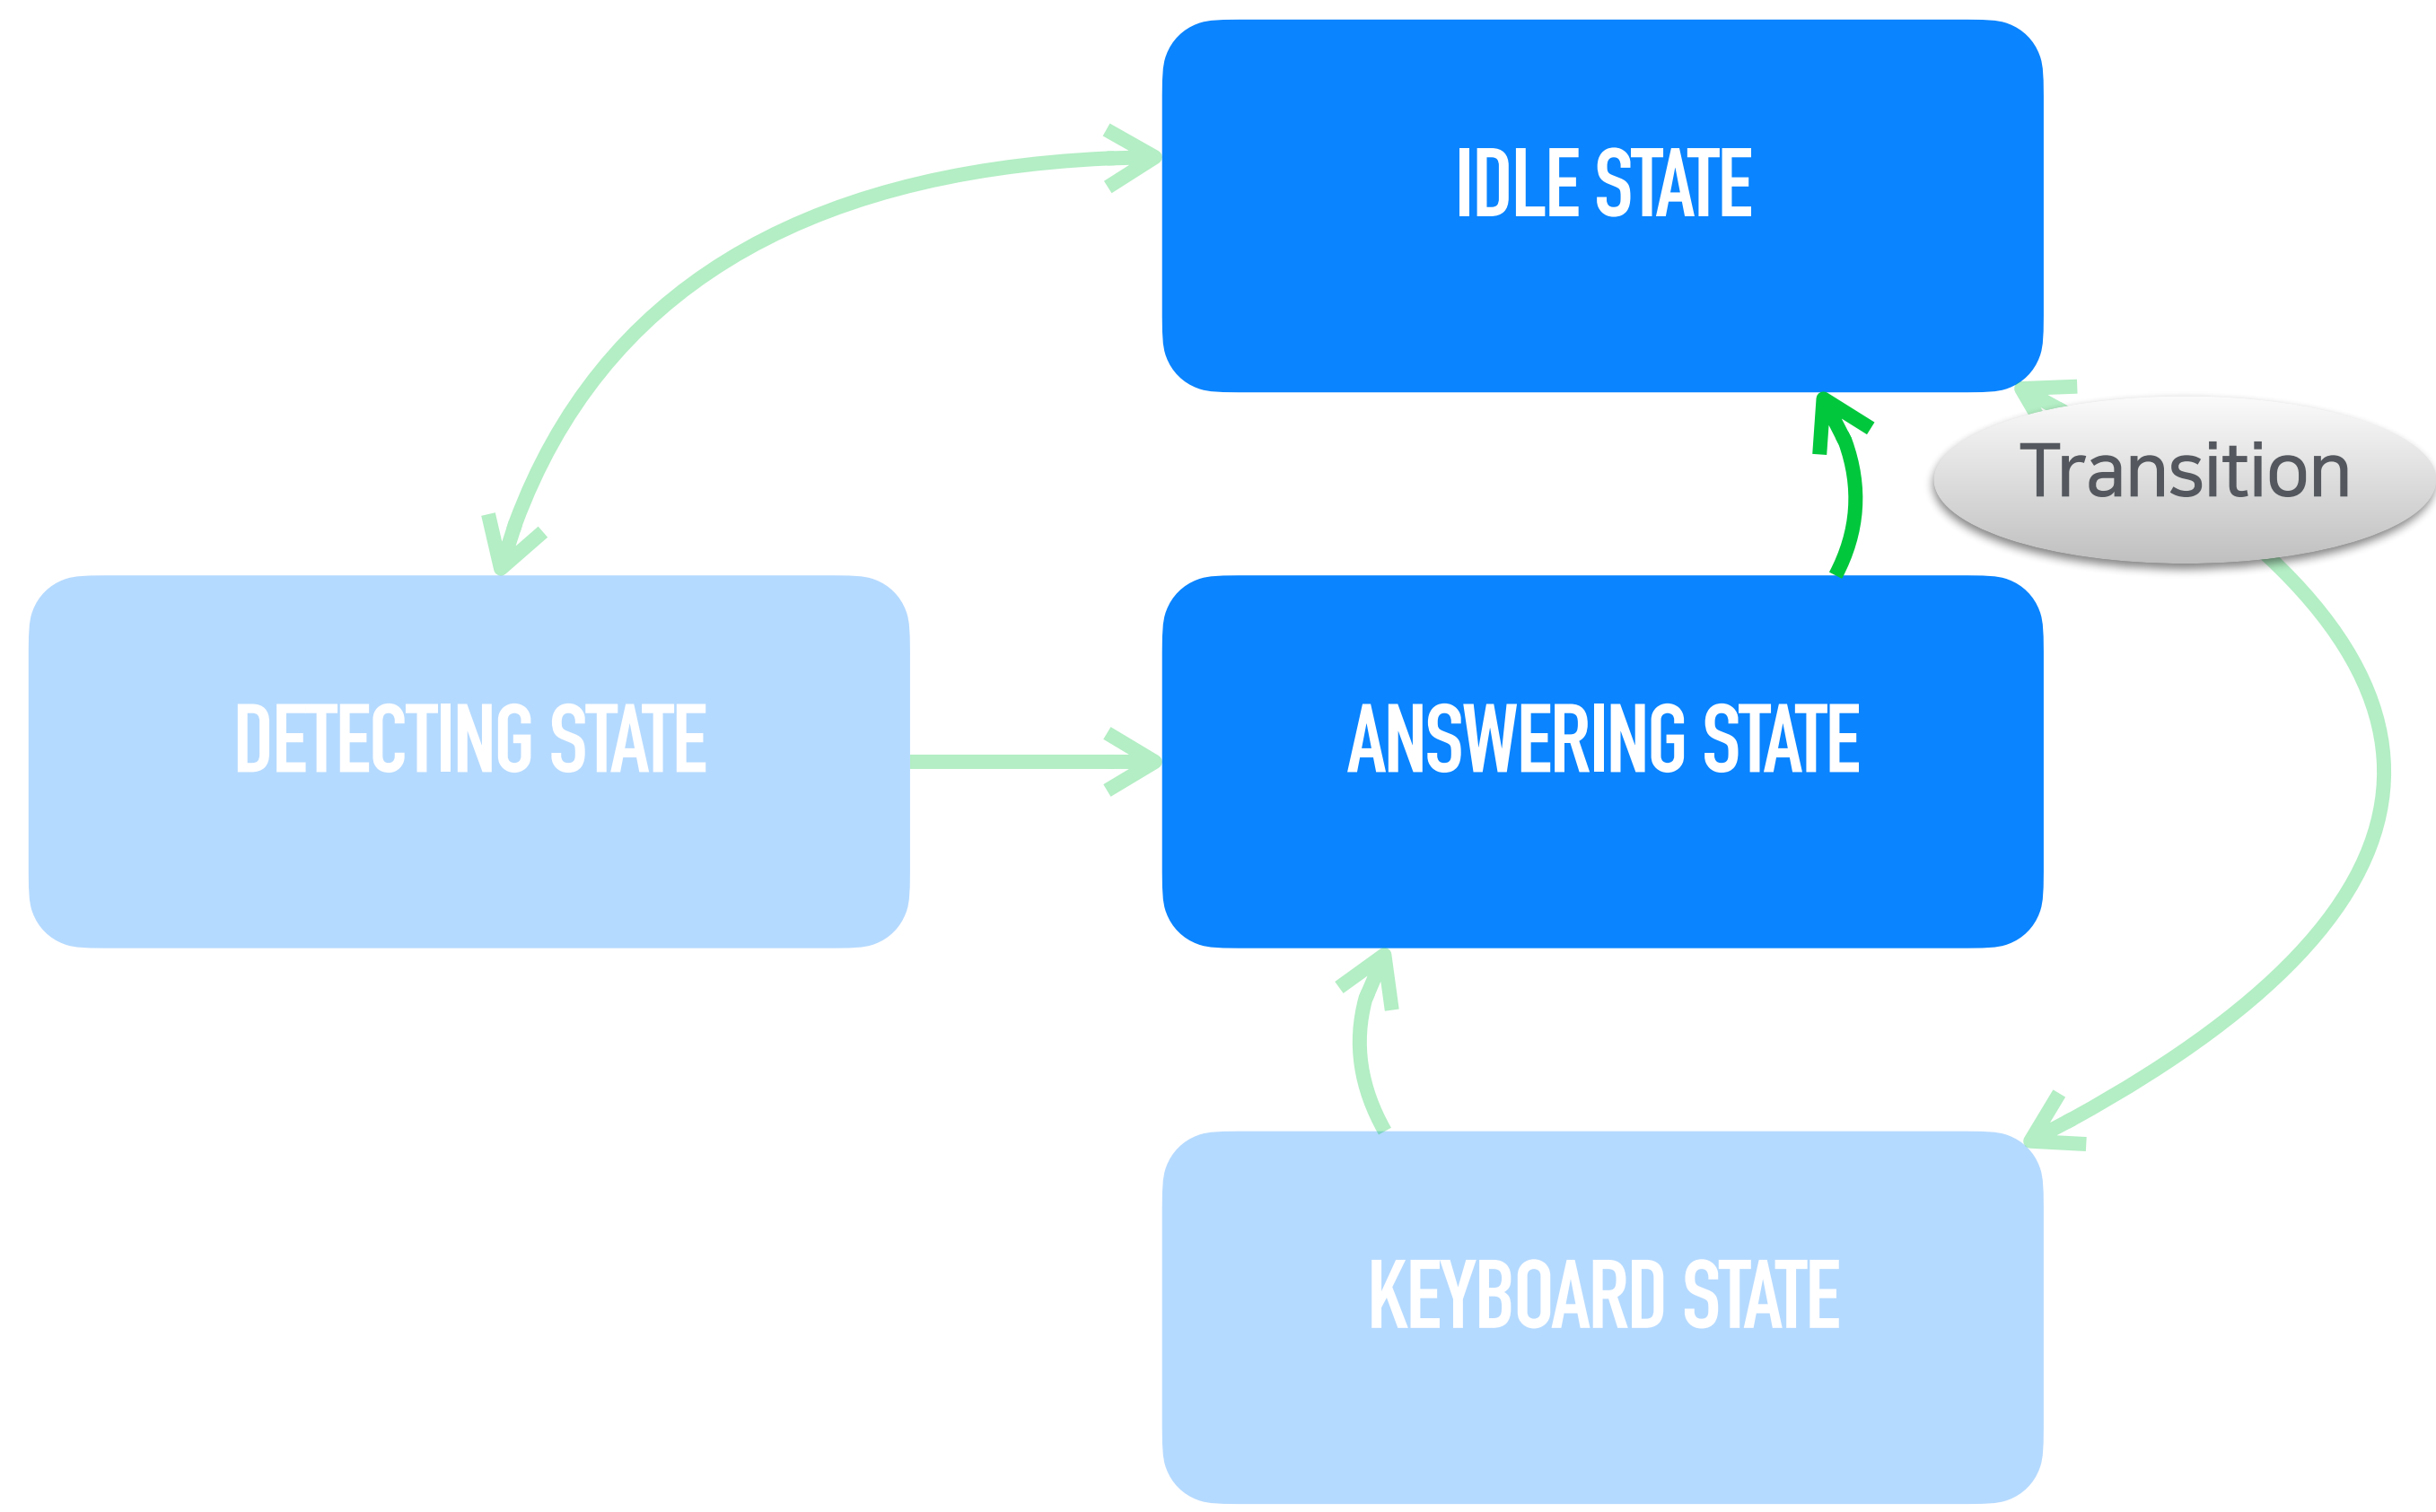 IDLE STATE
Transition
DETECTING STATE
ANSWERING STATE
KEYBOARD STATE